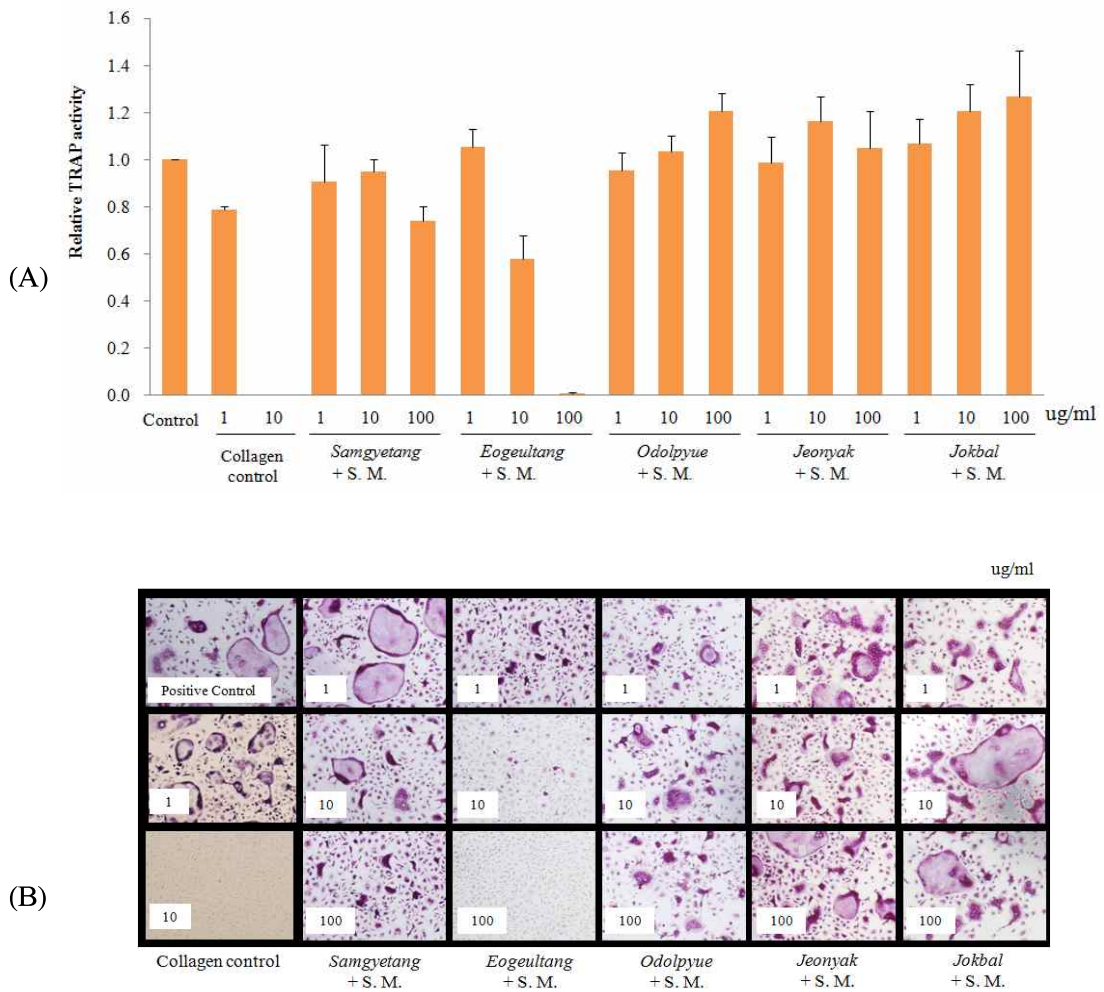 1.6
1.4
1.2
1.0
0.8
0.6
0.4
0.2
0.0
Relative TRAP activity
(A)
Control 1 10 1 10 100 1 10 100 1 10 100 1 10 100 1 10 100 ug/ml
Collagen control
Samgyetang + S. M.
Eogeultang + S. M.
Odolpyue + S. M.
Jeonyak + S. M.
Jokbal + S. M.
ug/ml
Positive Control 1 1 1 1 1
1 10 10 10 10 10
10 100 100 100 100 100
(B)
Collagen control Samgyetang Eogeultang Odolpyue Jeonyak Jokbal
+ S. M. + S. M. + S. M. + S. M. + S. M.